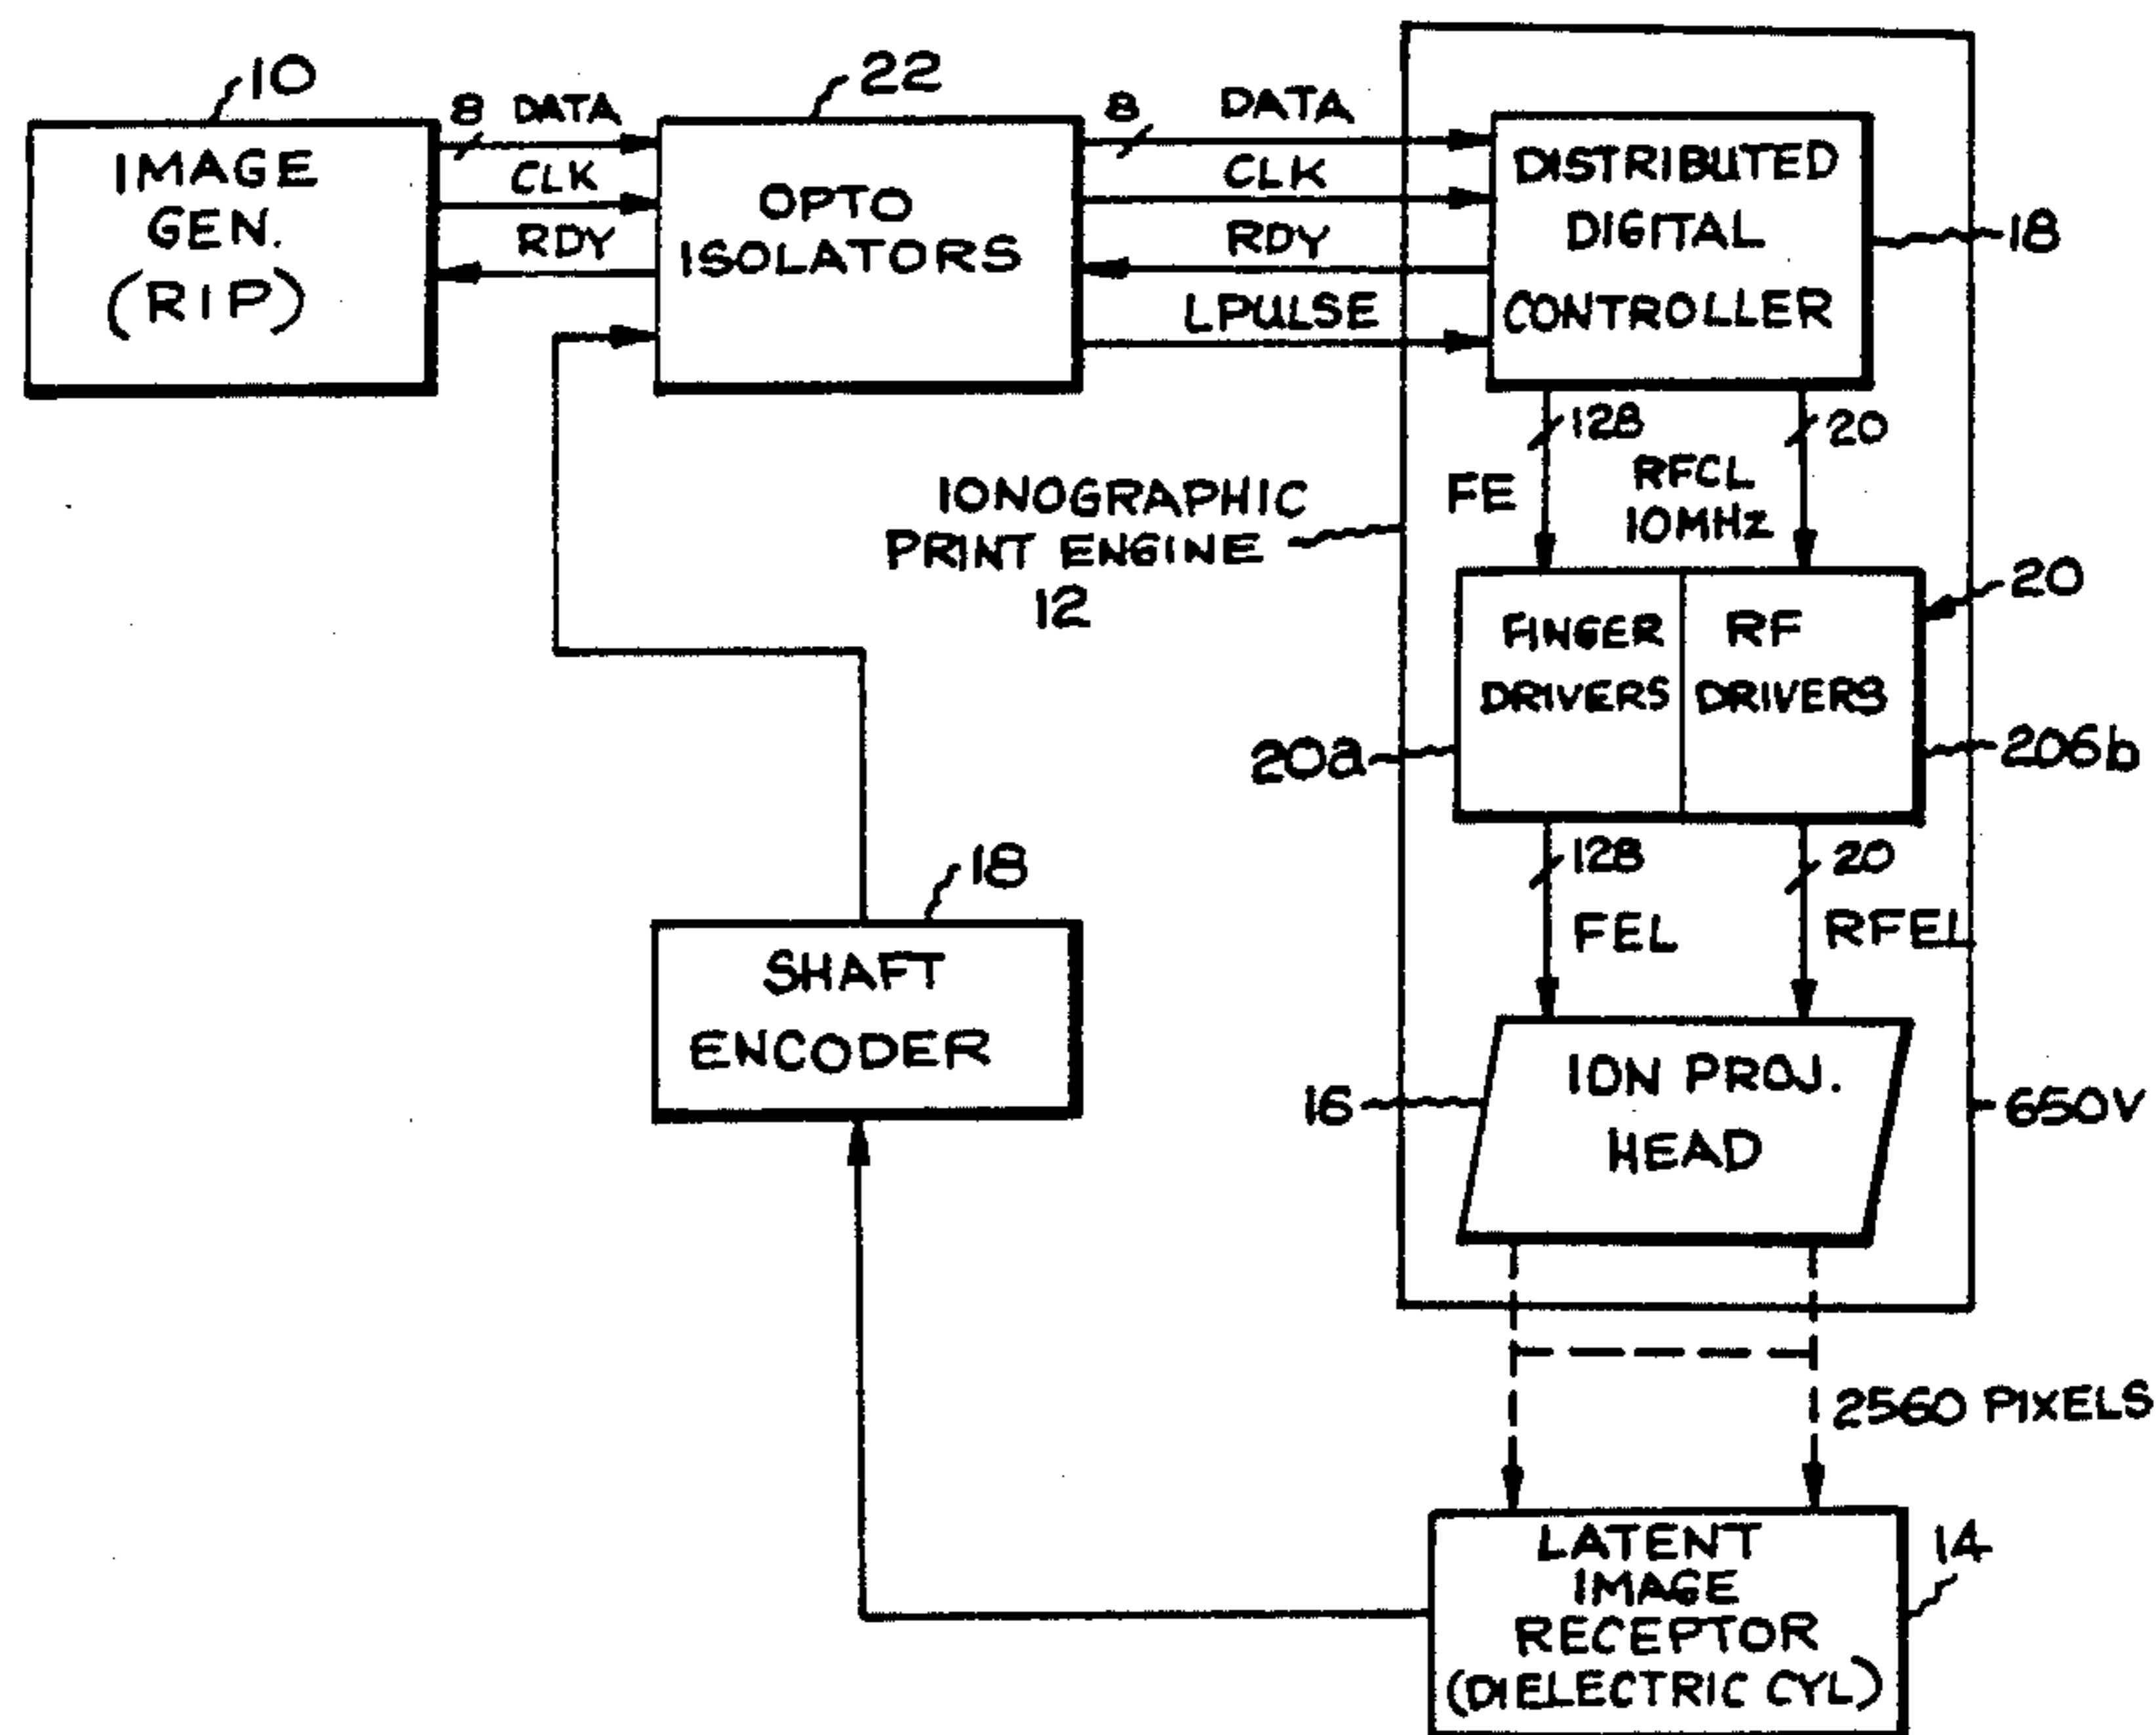 10
IMAGE
GEN.
(RIP)
8 DATA
CLK
RDY
22
OPTO
ISOLATORS
8 DATA
CLK
RDY
LPULSE
DISTRIBUTED
DIGITAL
CONTROLLER
18
128
20
FE
RFCL
10MHz
IONOGRAPHIC
PRINT ENGINE
12
FINGER
DRIVERS
RF
DRIVERS
20
20a
206b
128
20
FEL
RFEL
18
SHAFT
ENCODER
16
ION PROJ.
HEAD
650V
2560 PIXELS
LATENT
IMAGE
RECEPTOR
(DIELECTRIC CYL)
14